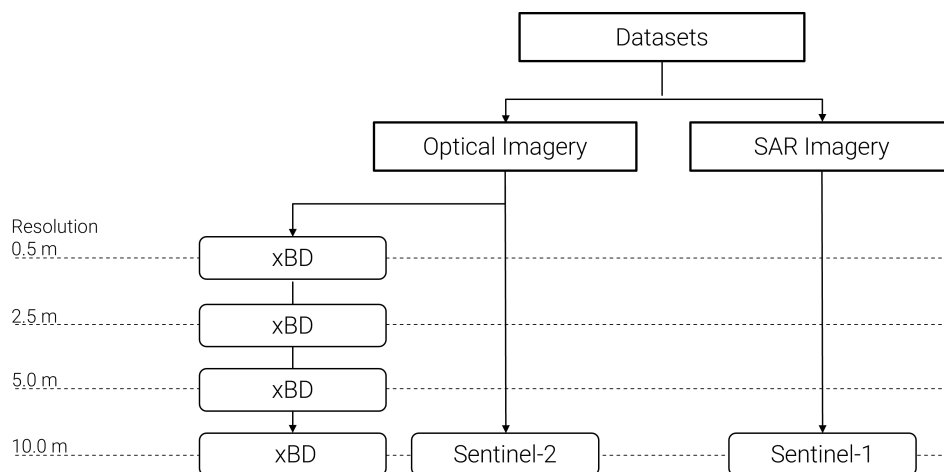 Datasets
Optical Imagery
SAR Imagery
Resolution
0.5 m
xBD
2.5 m
xBD
5.0 m
xBD
10.0 m
xBD
Sentinel-2
Sentinel-1